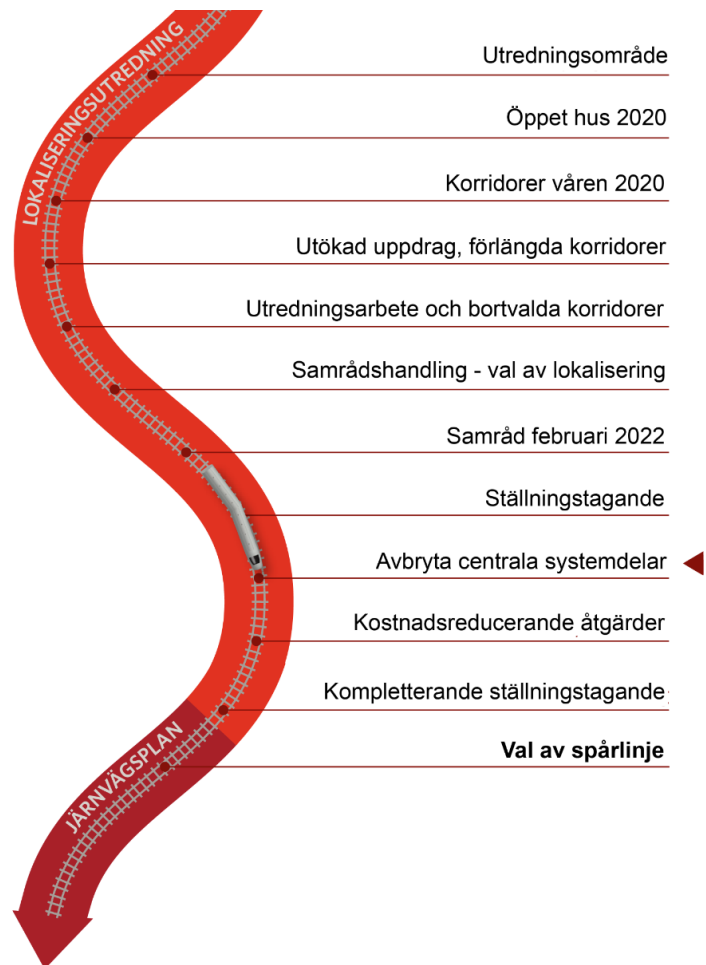 LOKALISERINGSUTREDNING
Utredningsområde
Öppet hus 2020
Korridorer våren 2020
Utökad uppdrag, förlängda korridorer
Utredningsarbete och bortvalda korridorer
Samrådshandling - val av lokalisering
Samråd februari 2022
Ställningstagande
Avbryta centrala systemdelar
Kostnadsreducerande åtgärder
Kompletterande ställningstagande
Val av spårlinje
JÄRNVÄGSPLAN